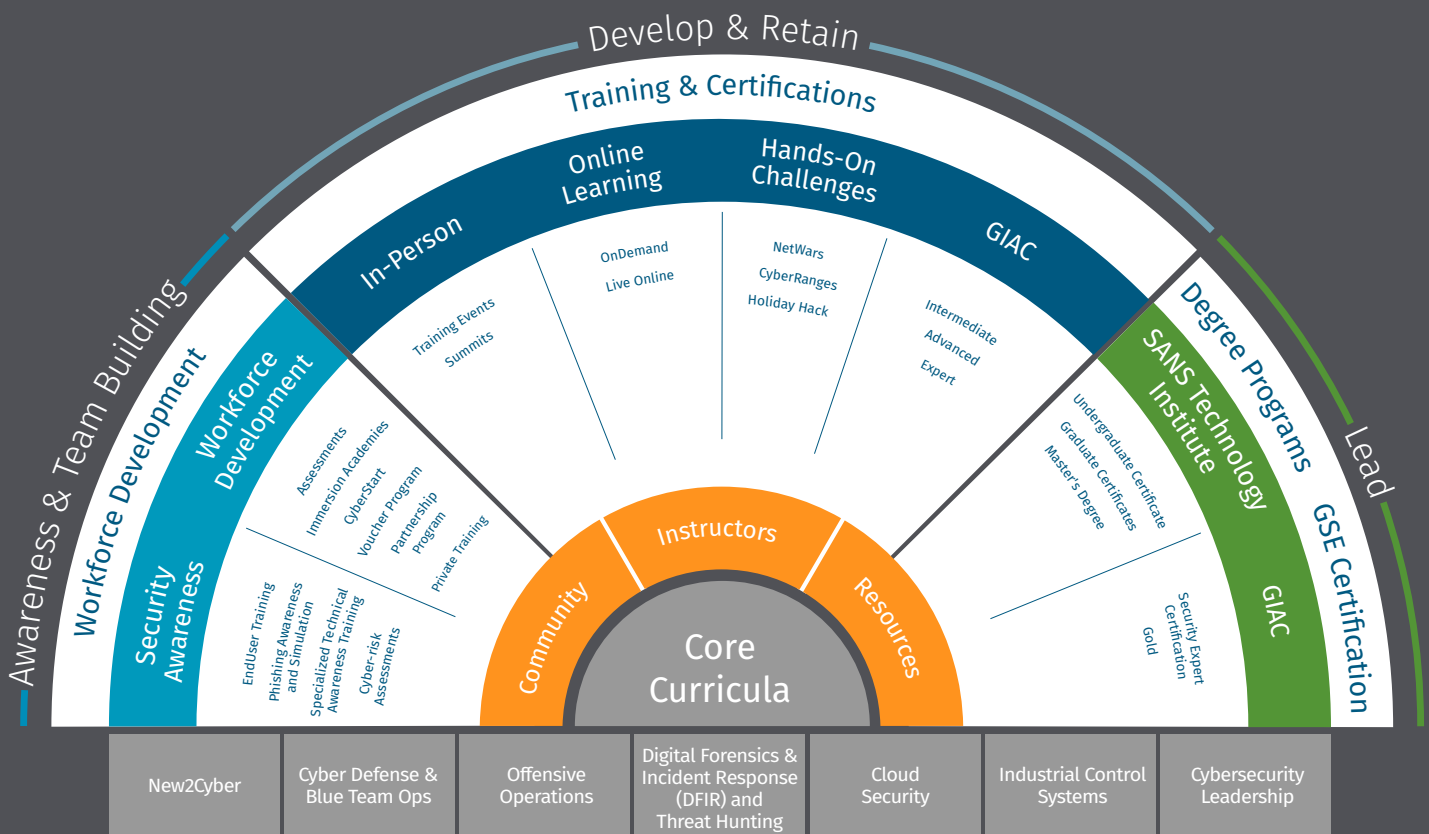 Develop & Retain
Training & Certifications
Online
Learning
Hands-On
Challenges
In-Person
GIAC
OnDemand
Live Online
NetWars
CyberRanges
Holiday Hack
Training Events
Summits
Intermediate
Advanced
Expert
Awareness & Team Building
Workforce Development
Workforce
Development
Security
Awareness
Assessments
Immersion Academies
CyberStart
Voucher Program
Partnership
Program
Private Training
EndUser Training
Phishing Awareness
and Simulation
Specialized Technical
Awareness Training
Cyber-risk
Assessments
Lead
Degree Programs
GSE Certification
SANS Technology
Institute
GIAC
Undergraduate Certificate
Graduate Certificates
Master's Degree
Security Expert
Certification
Gold
Community
Instructors
Resources
Core
Curricula
New2Cyber
Cyber Defense &
Blue Team Ops
Offensive
Operations
Digital Forensics &
Incident Response
(DFIR) and
Threat Hunting
Cloud
Security
Industrial Control
Systems
Cybersecurity
Leadership